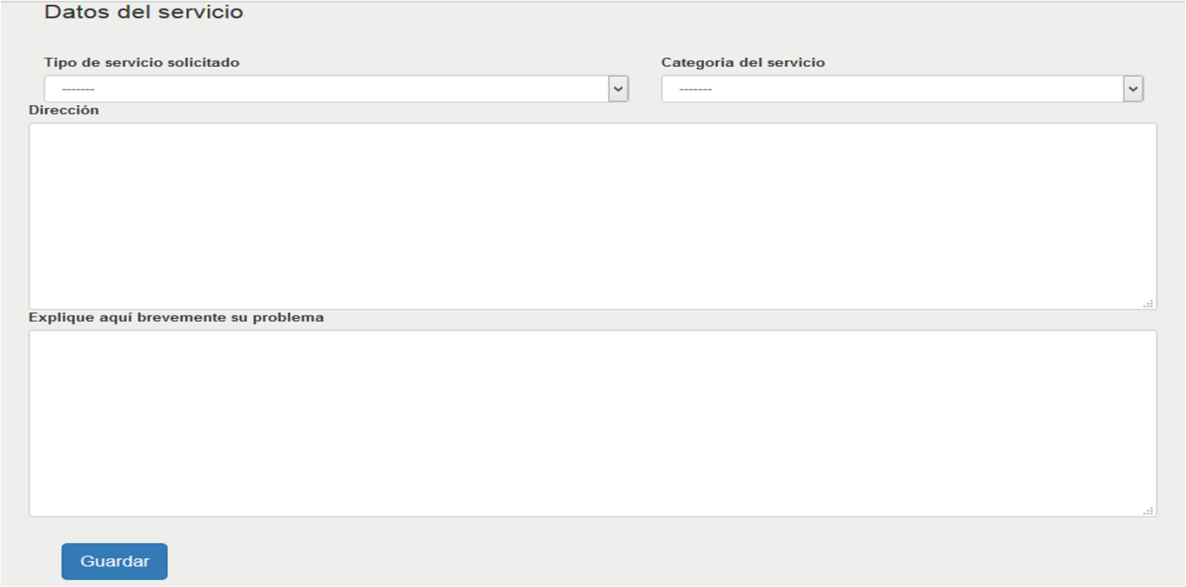 Datos del servicio
Tipo de servicio solicitado Categoria del servicio
------- -------
Dirección
Explique aquí brevemente su problema
Guardar